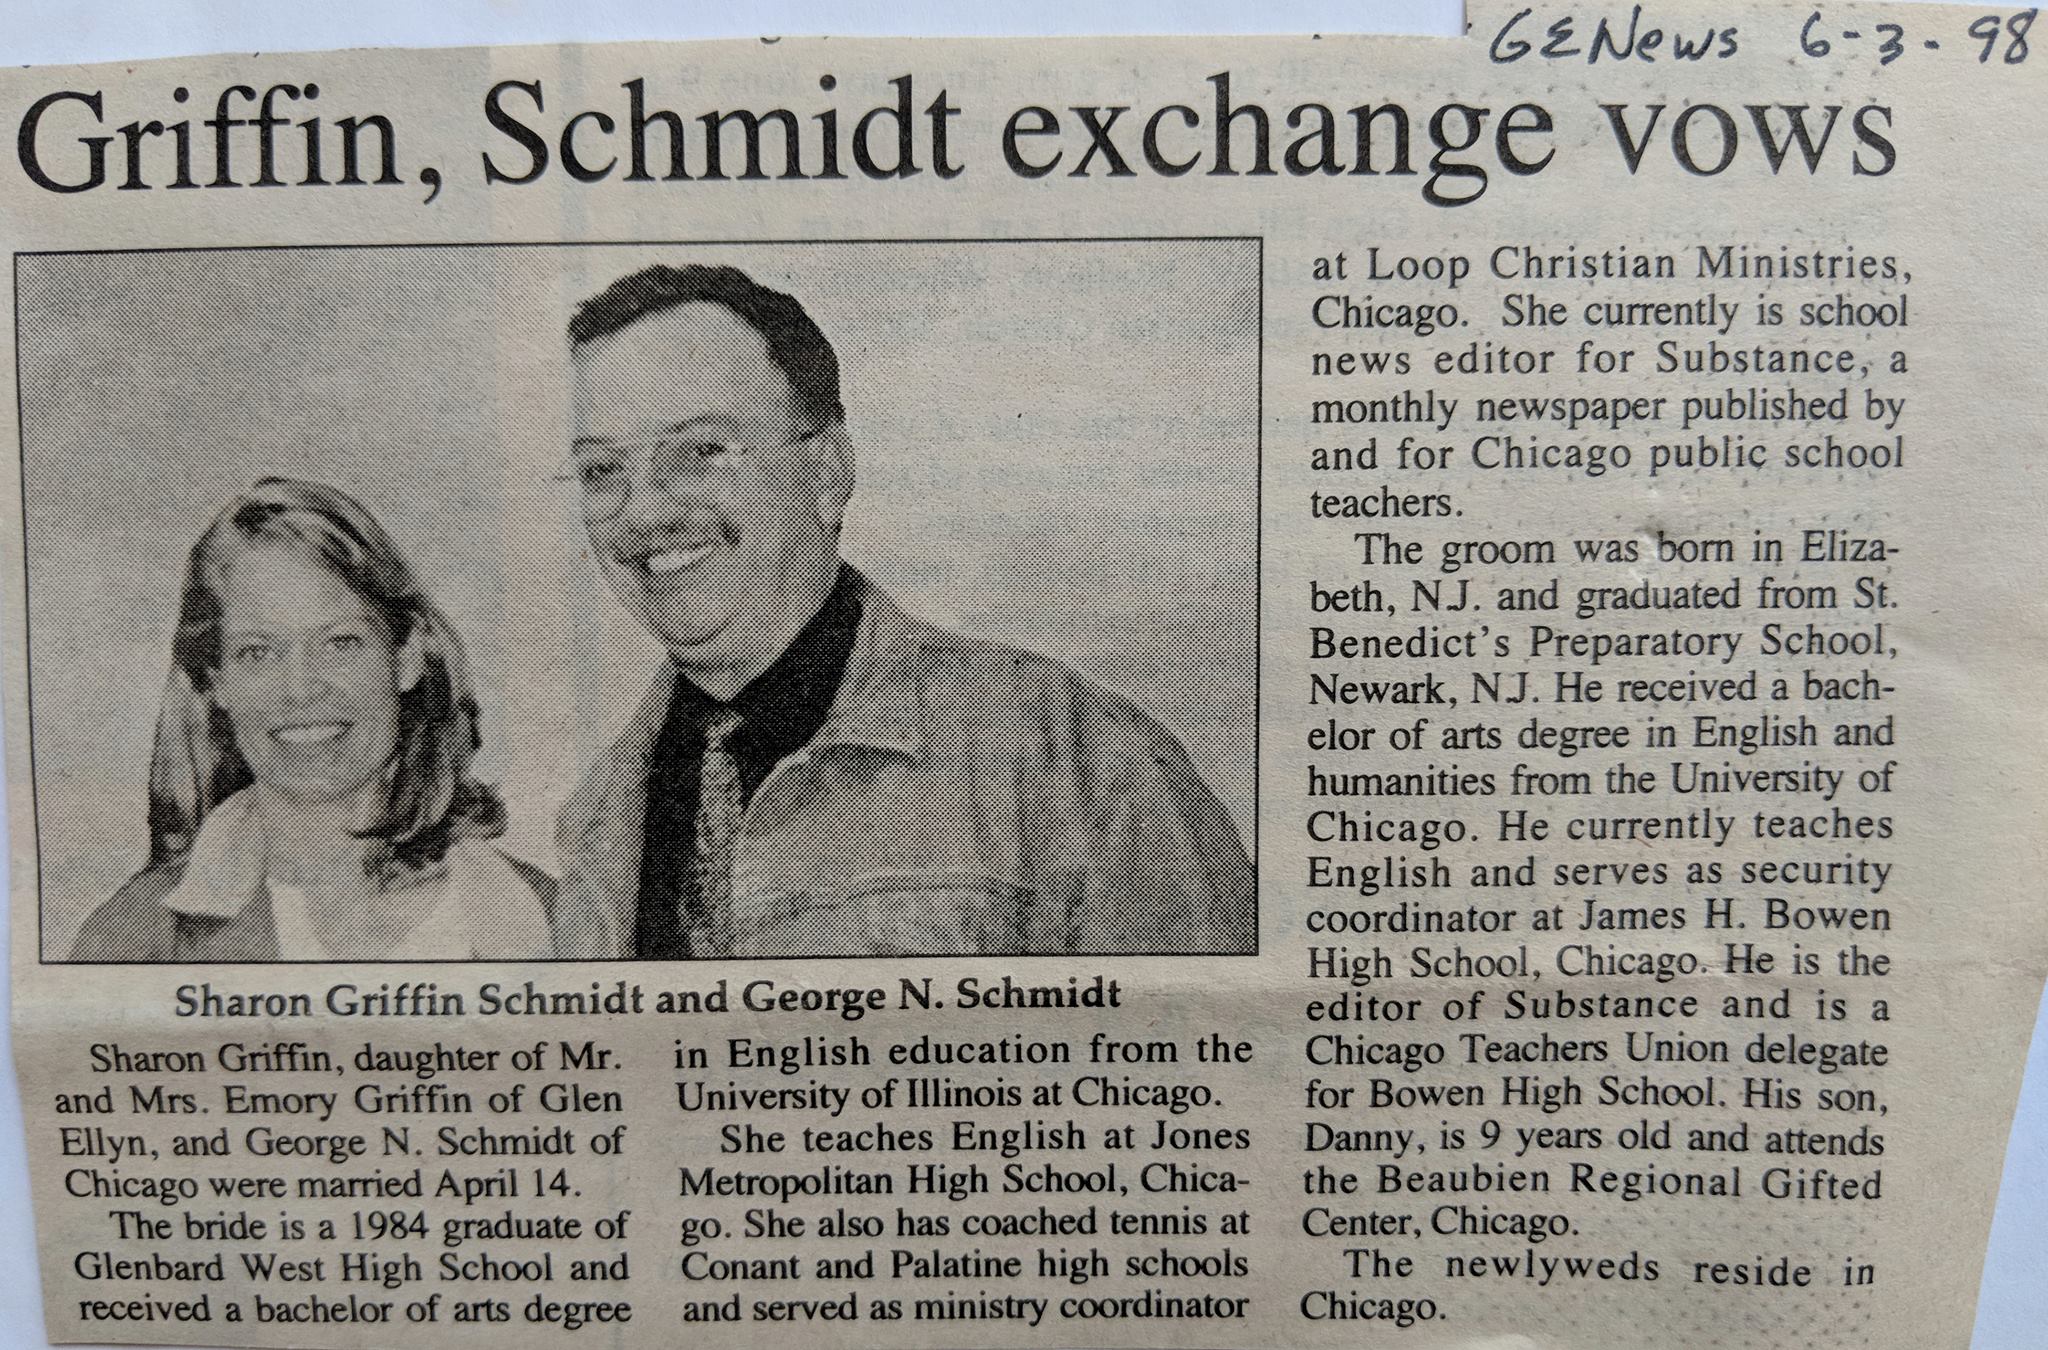 GENews 6-3-98
Griffin, Schmidt exchange vows
Sharon Griffin Schmidt and George N. Schmidt
Sharon Griffin, daughter of Mr.
and Mrs. Emory Griffin of Glen
Ellyn, and George N. Schmidt of
Chicago were married April 14.
The bride is a 1984 graduate of
Glenbard West High School and
received a bachelor of arts degree
in English education from the
University of Illinois at Chicago.
She teaches English at Jones
Metropolitan High School, Chica-
go. She also has coached tennis at
Conant and Palatine high schools
and served as ministry coordinator
at Loop Christian Ministries,
Chicago. She currently is school
news editor for Substance, a
monthly newspaper published by
and for Chicago public school
teachers.
The groom was born in Eliza-
beth, N.J. and graduated from St.
Benedict's Preparatory School,
Newark, N.J. He received a bach-
elor of arts degree in English and
humanities from the University of
Chicago. He currently teaches
English and serves as security
coordinator at James H. Bowen
High School, Chicago. He is the
editor of Substance and is a
Chicago Teachers Union delegate
for Bowen High School. His son,
Danny, is 9 years old and attends
the Beaubien Regional Gifted
Center, Chicago.
The newlyweds reside in
Chicago.